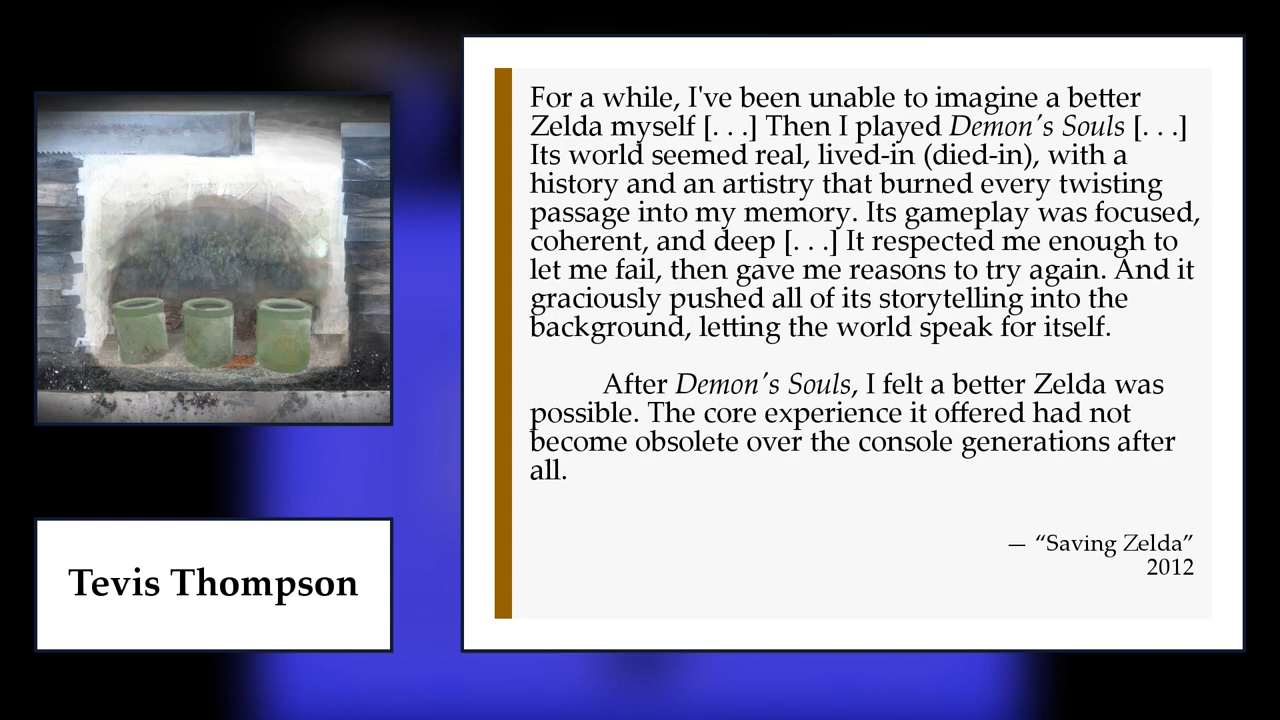 For a while, I've been unable to imagine a better
Zelda myself [. . .] Then I played Demon's Souls [. . .]
Its world seemed real, lived-in (died-in), with a
history and an artistry that burned every twisting
passage into my memory. Its gameplay was focused,
coherent, and deep [. . .] It respected me enough to
let me fail, then gave me reasons to try again. And it
graciously pushed all of its storytelling into the
background, letting the world speak for itself.
After Demon's Souls, I felt a better Zelda was
possible. The core experience it offered had not
become obsolete over the console generations after
all.
— “Saving Zelda”
2012
Tevis Thompson